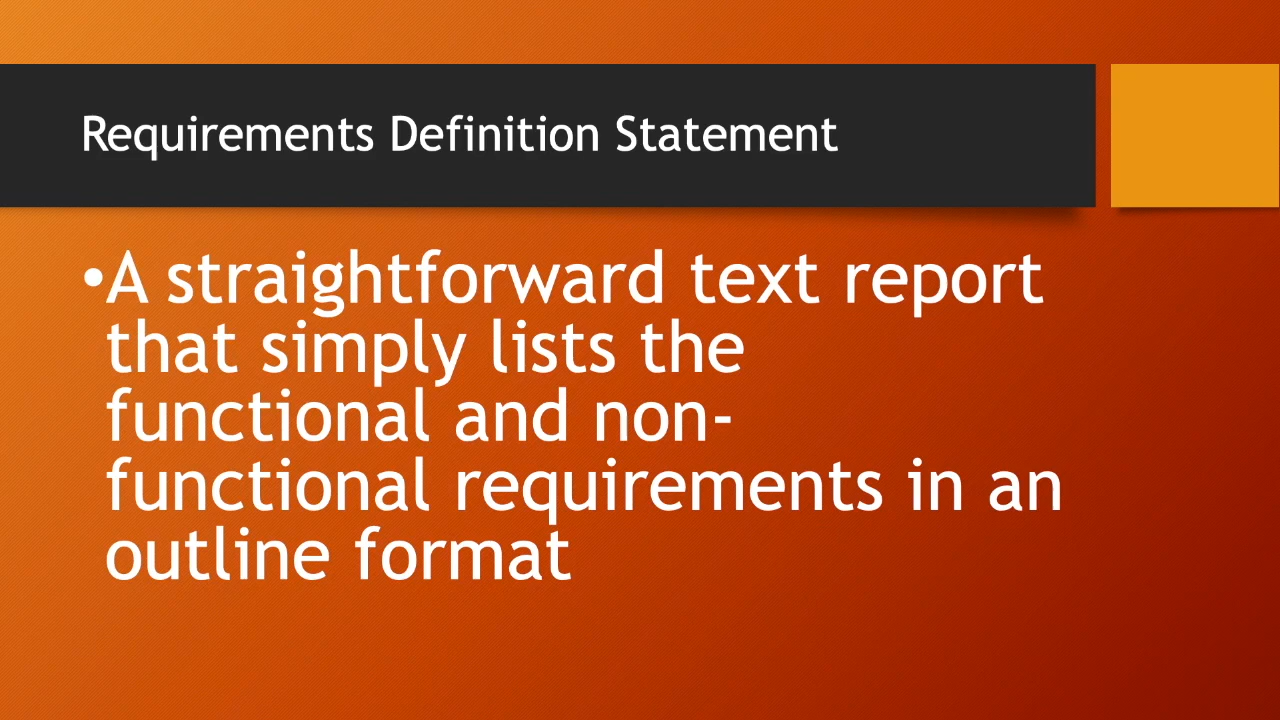 Requirements Definition Statement
•A straightforward text report
that simply lists the
functional and non-
functional requirements in an
outline format